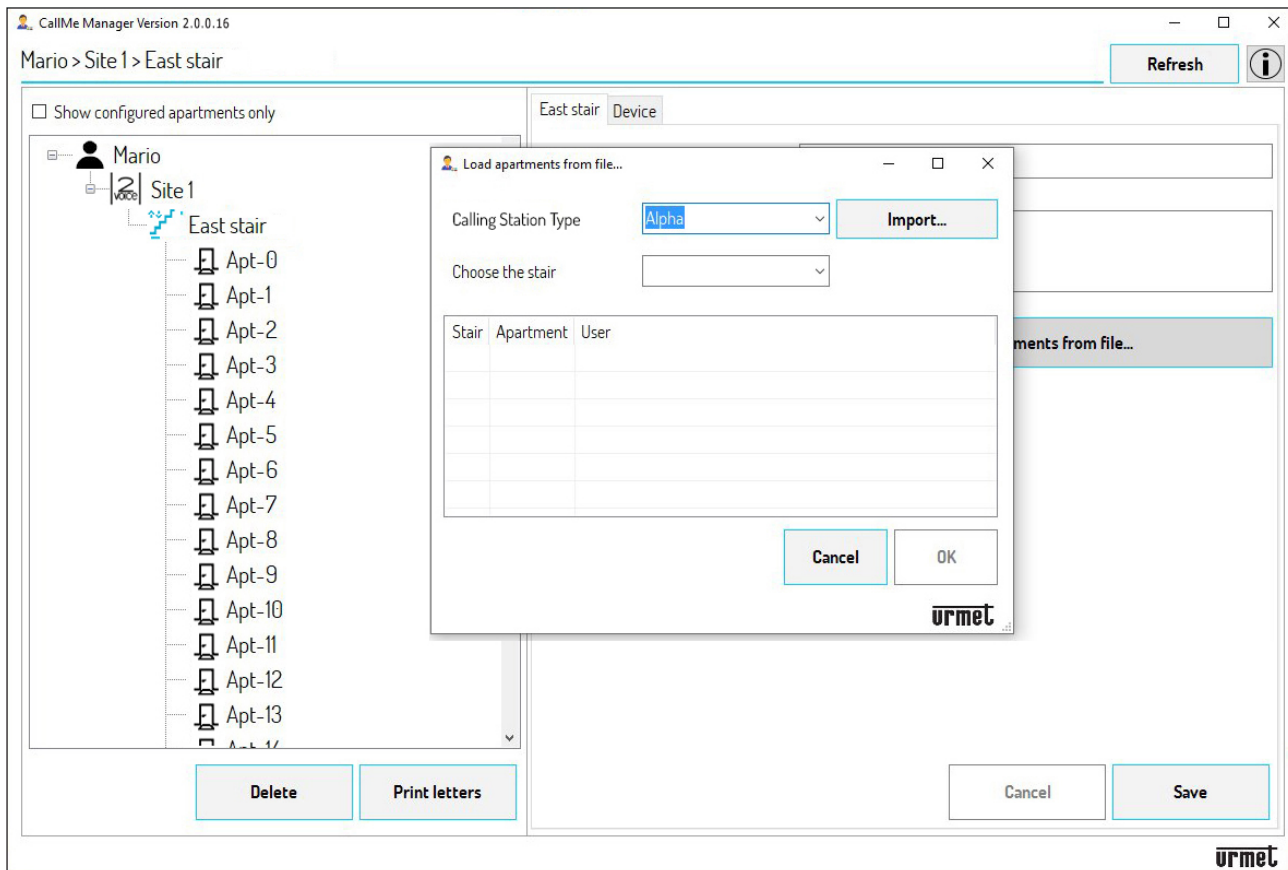 CallMe Manager Version 2.0.0.16
Mario > Site 1 > East stair
Refresh
Show configured apartments only
Mario
2 VOICE
Site 1
East stair
Apt-0
Apt-1
Apt-2
Apt-3
Apt-4
Apt-5
Apt-6
Apt-7
Apt-8
Apt-9
Apt-10
Apt-11
Apt-12
Apt-13
Delete
Print letters
East stair
Device
ments from file...
Load apartments from file...
Calling Station Type
Alpha
Import...
Choose the stair
Stair Apartment User
Cancel
OK
urmet
Cancel
Save
urmet